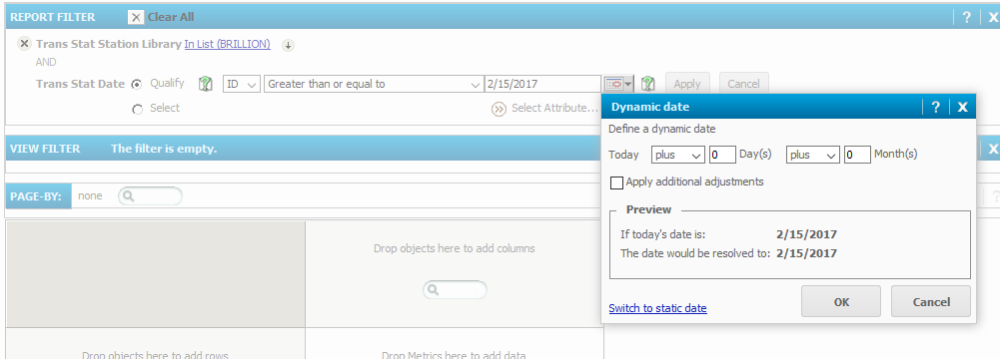 REPORT FILTER X Clear All ? X
Trans Stat Station Library In List (BRILLION)
AND
Trans Stat Date Qualify ID Greater than or equal to 2/15/2017 Apply Cancel
Select Select Attribute...
Dynamic date ? X
Define a dynamic date
VIEW FILTER The filter is empty. X
Today plus 0 Day(s) plus 0 Month(s)
Apply additional adjustments
PAGE-BY: none ?
Preview
If today's date is: 2/15/2017
The date would be resolved to: 2/15/2017
Drop objects here to add columns
Switch to static date OK Cancel
Drop objects here to add rows Drop Metrics here to add data